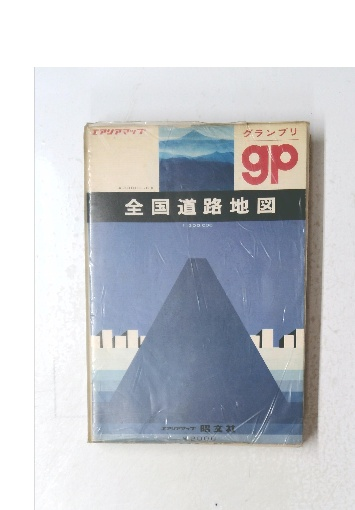 エアリアマップ
グランプリ
gp
全国道路地図
エアリアマップ 昭文社